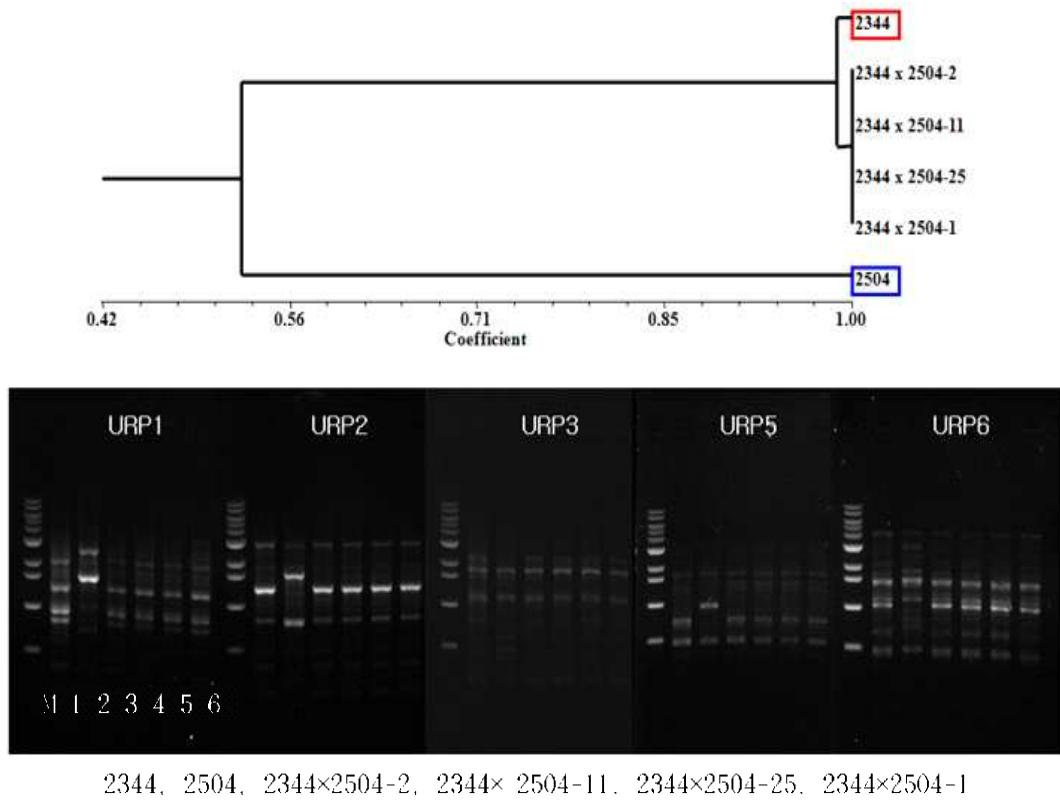 2344
2344 x 2504-2
2344 x 2504-11
2344 x 2504-25
2344 x 2504-1
2504
0.42 0.56 0.71 0.85 1.00
Coefficient
URP1 URP2 URP3 URP5 URP6
M 1 2 3 4 5 6
2344, 2504, 2344×2504-2, 2344× 2504-11, 2344×2504-25, 2344×2504-1